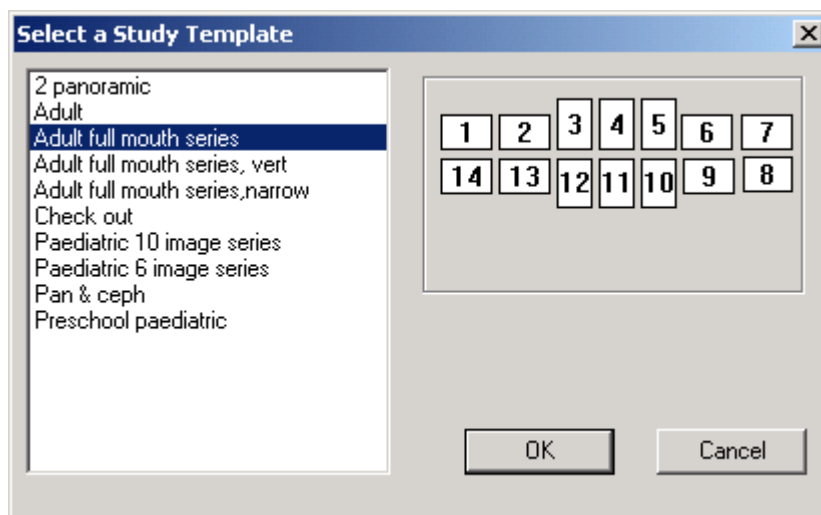 Select a Study Template
2 panoramic
Adult
Adult full mouth series
Adult full mouth series, vert
Adult full mouth series,narrow
Check out
Paediatric 10 image series
Paediatric 6 image series
Pan & ceph
Preschool paediatric
1 2 3 4 5 6 7
14 13 12 11 10 9 8
OK Cancel